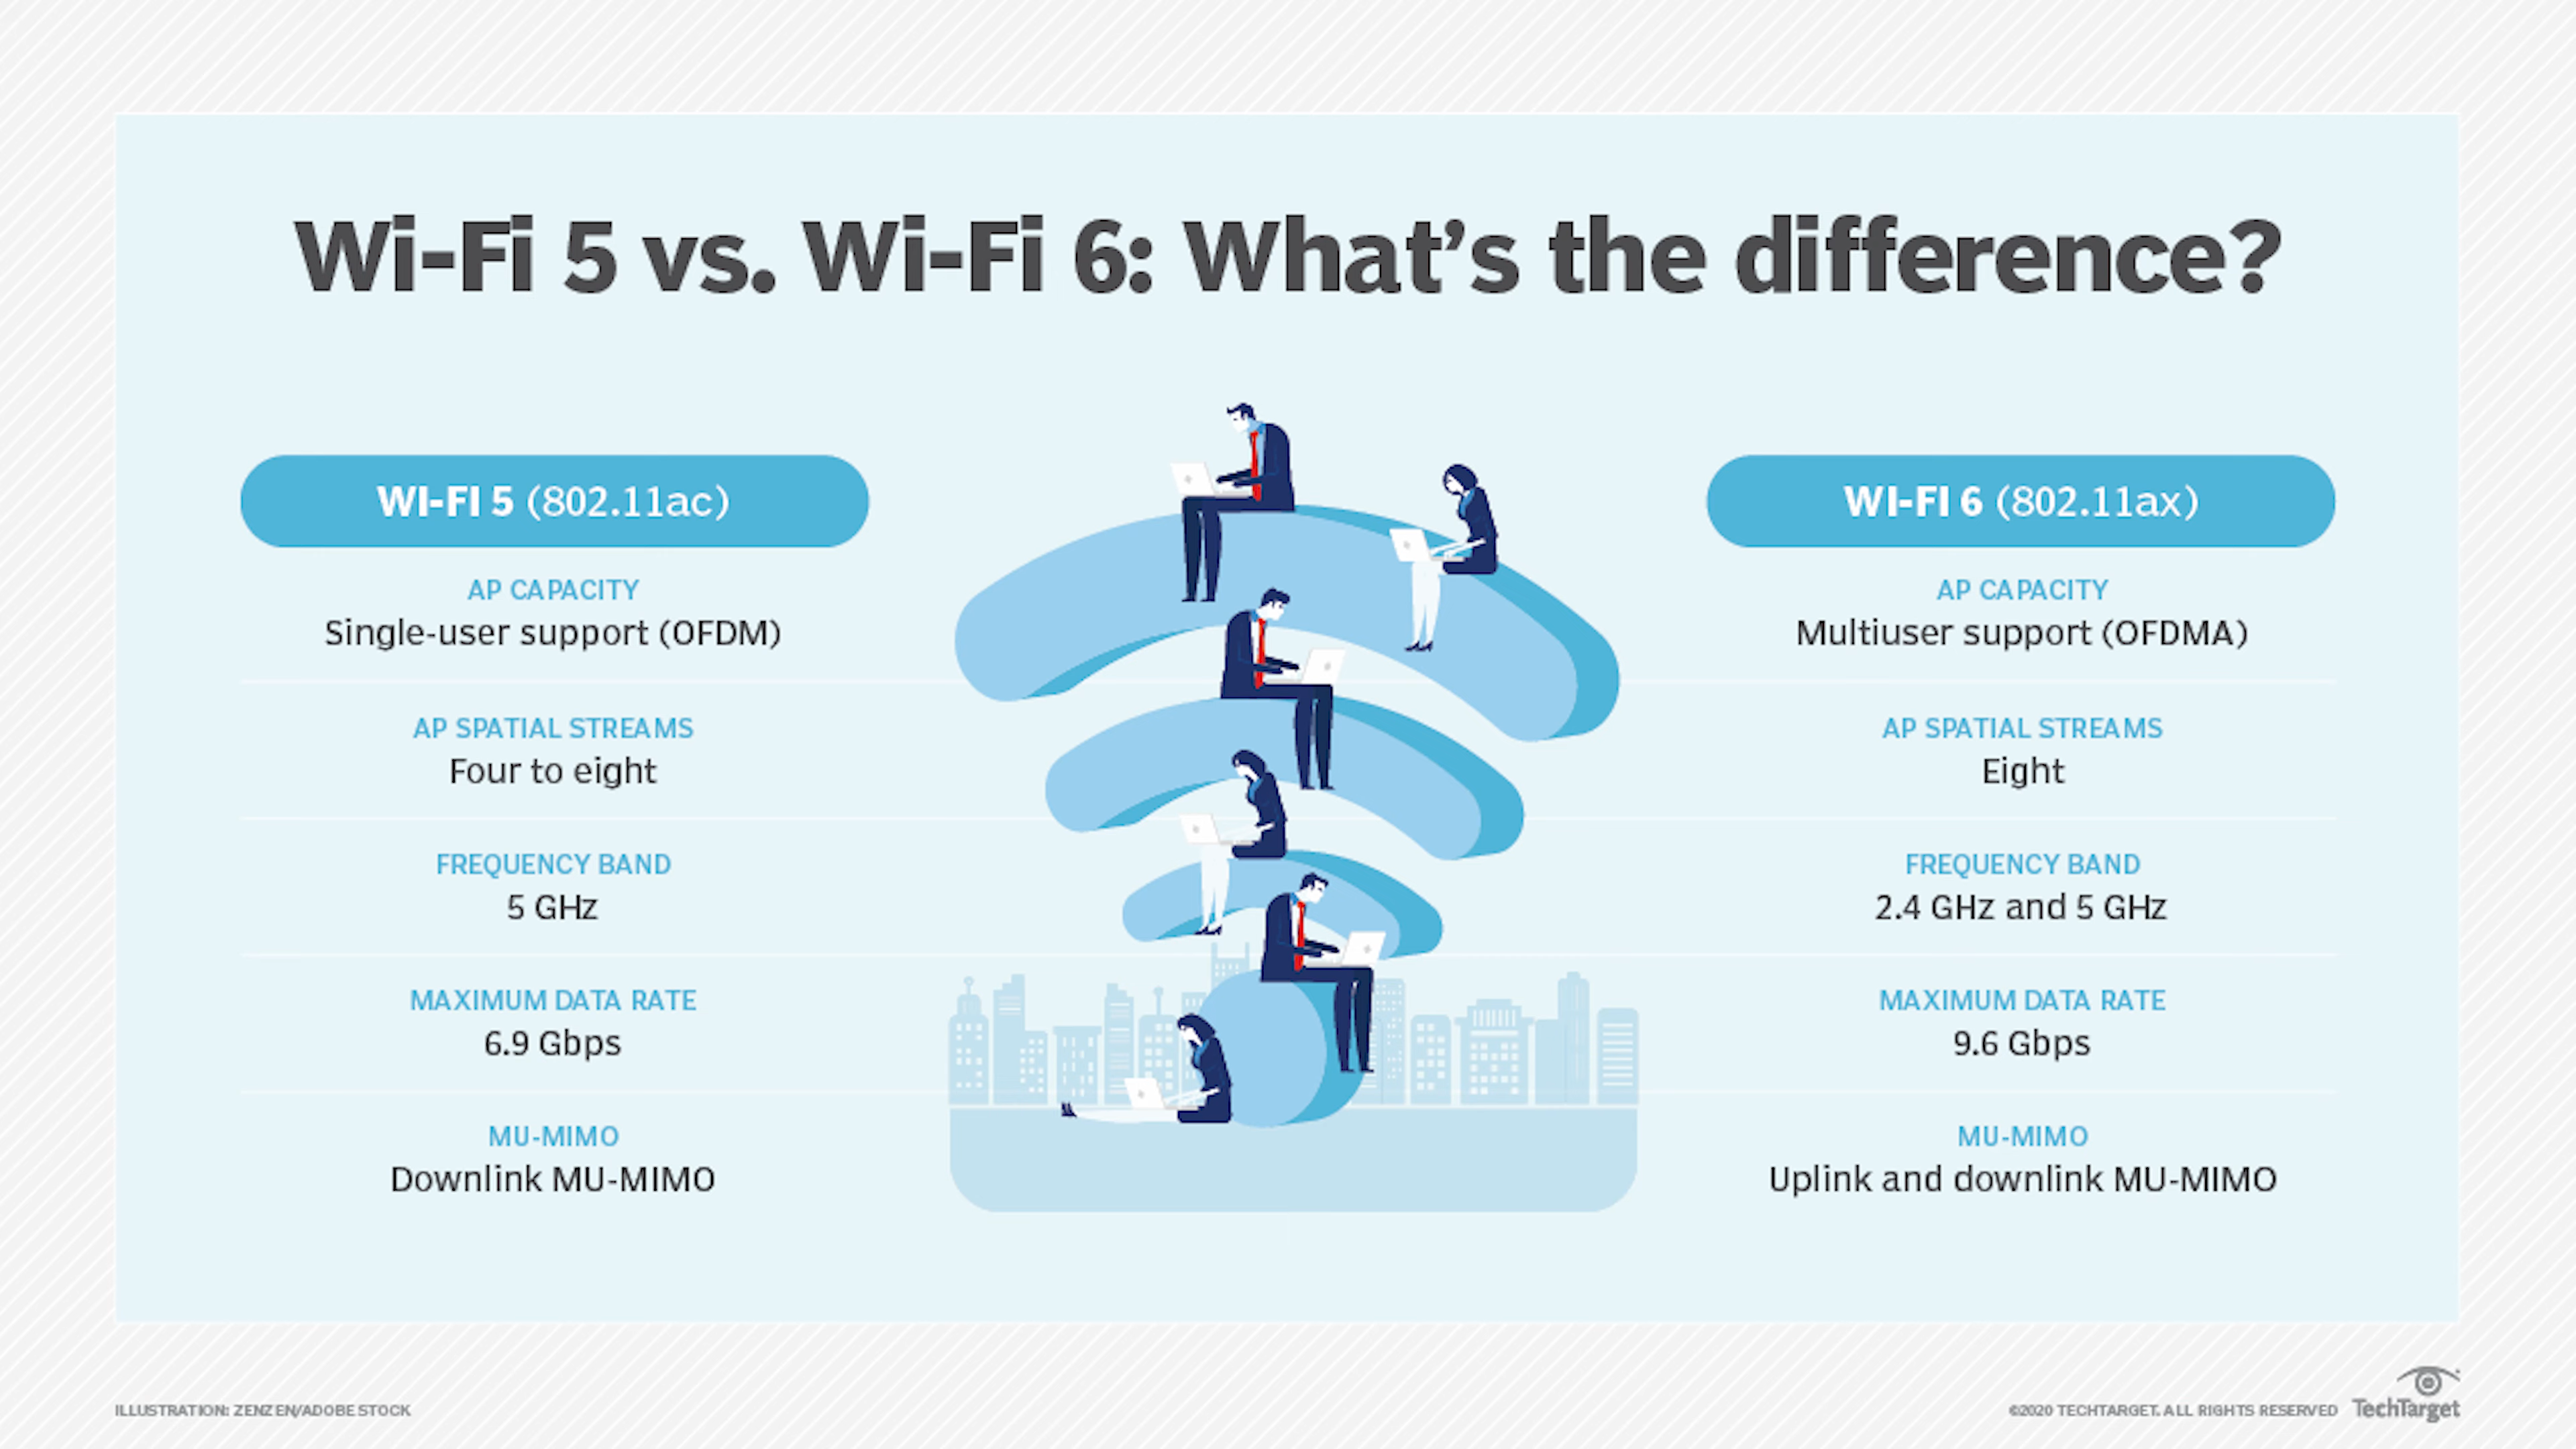 Wi-Fi 5 vs. Wi-Fi 6: What’s the difference?
WI-FI 5 (802.11ac)
AP CAPACITY
Single-user support (OFDM)
AP SPATIAL STREAMS
Four to eight
FREQUENCY BAND
5 GHz
MAXIMUM DATA RATE
6.9 Gbps
MU-MIMO
Downlink MU-MIMO
WI-FI 6 (802.11ax)
AP CAPACITY
Multiuser support (OFDMA)
AP SPATIAL STREAMS
Eight
FREQUENCY BAND
2.4 GHz and 5 GHz
MAXIMUM DATA RATE
9.6 Gbps
MU-MIMO
Uplink and downlink MU-MIMO
ILLUSTRATION: ZENZEN/ADOBE STOCK
©2020 TECHTARGET. ALL RIGHTS RESERVED
TechTarget